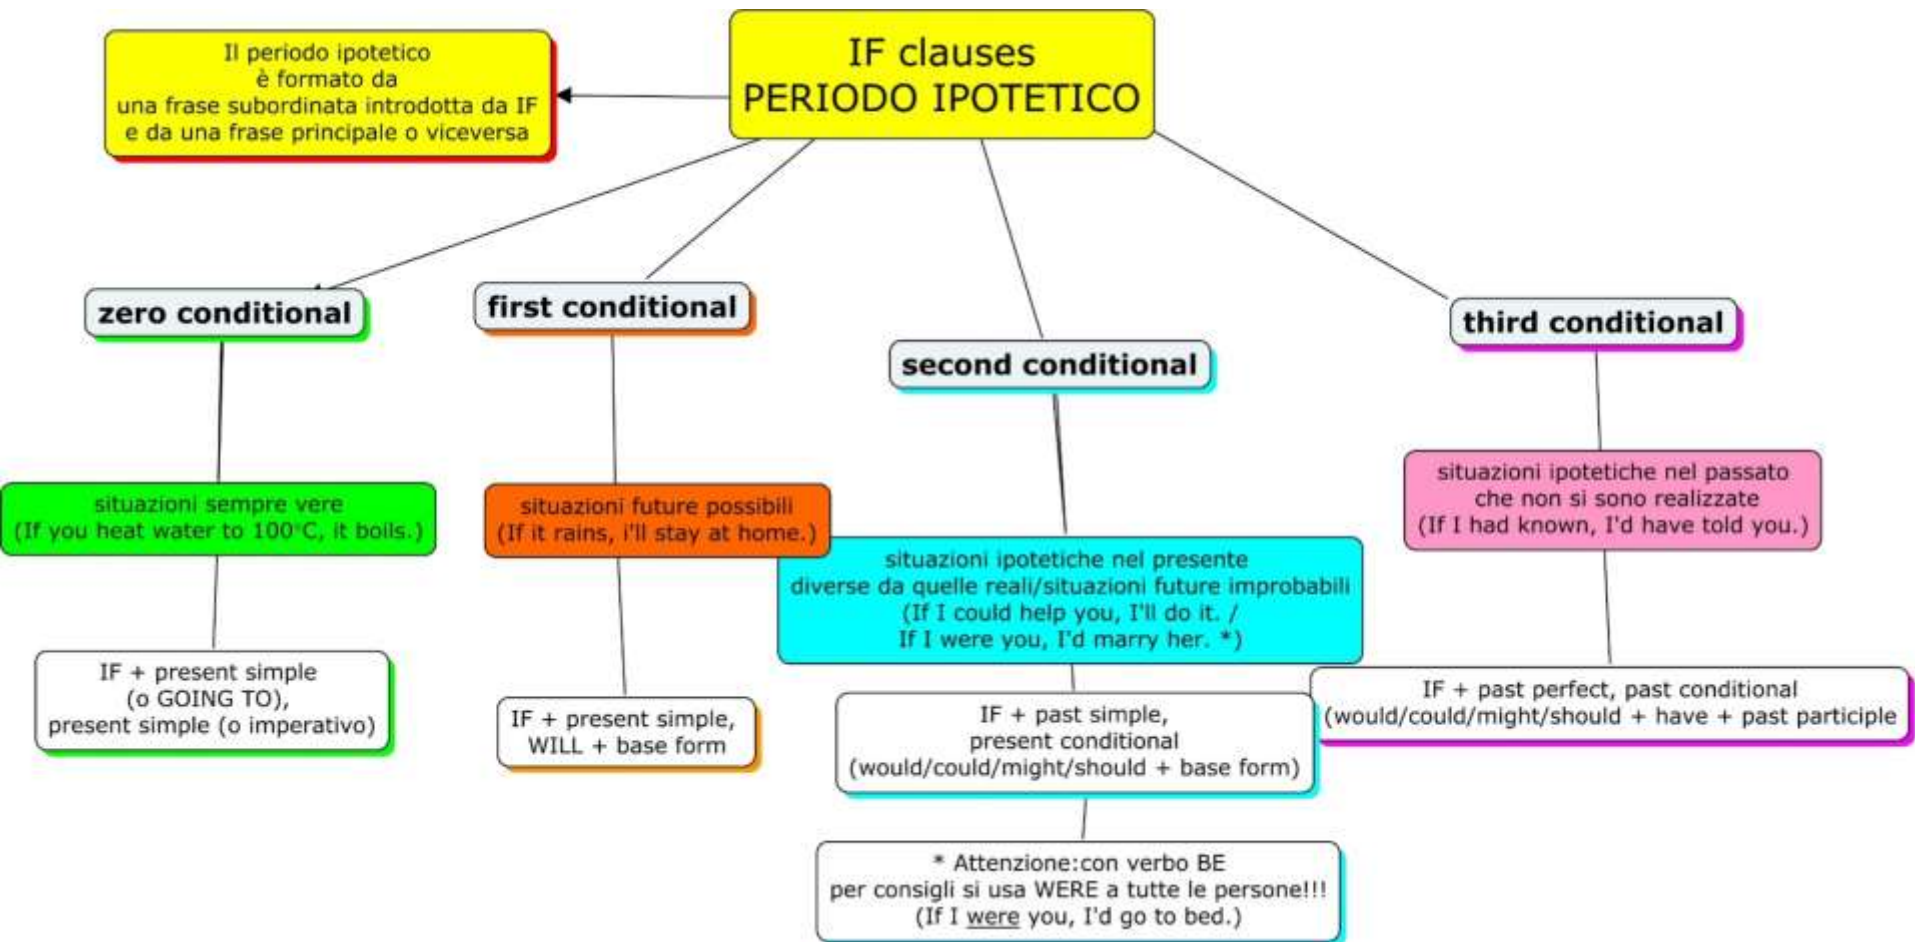 IF clauses
PERIODO IPOTETICO
Il periodo ipotetico
è formato da
una frase subordinata introdotta da IF
e da una frase principale o viceversa
zero conditional
situazioni sempre vere
(If you heat water to 100°C, it boils.)
IF + present simple
(o GOING TO),
present simple (o imperativo)
first conditional
situazioni future possibili
(If it rains, i'll stay at home.)
IF + present simple,
WILL + base form
second conditional
situazioni ipotetiche nel presente
diverse da quelle reali/situazioni future improbabili
(If I could help you, I'll do it. /
If I were you, I'd marry her. *)
IF + past simple,
present conditional
(would/could/might/should + base form)
* Attenzione:con verbo BE
per consigli si usa WERE a tutte le persone!!!
(If I were you, I'd go to bed.)
third conditional
situazioni ipotetiche nel passato
che non si sono realizzate
(If I had known, I'd have told you.)
IF + past perfect, past conditional
(would/could/might/should + have + past participle